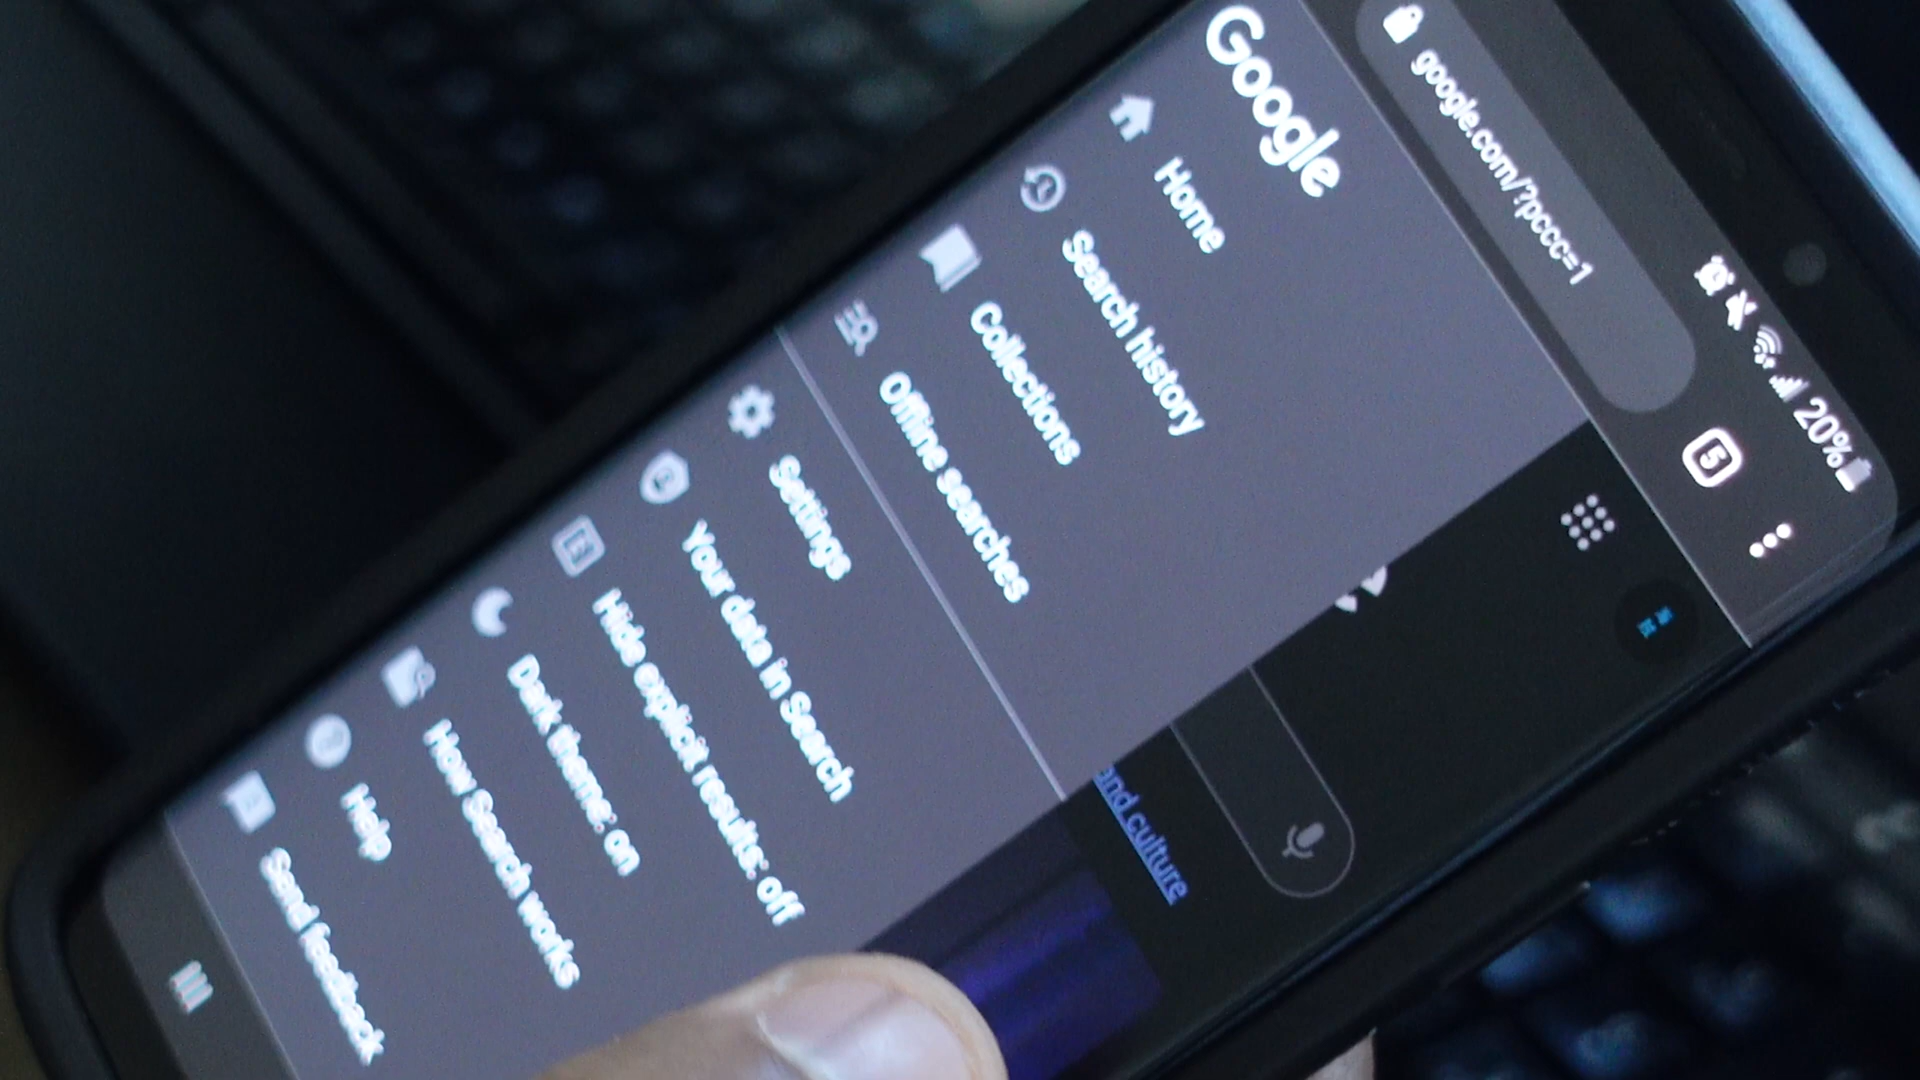 20%
google.com/?pccc=1
5
Google
Home
Search history
Collections
Offline searches
Settings
Your data in Search
Hide explicit results: off
Dark theme: on
How Search works
Help
Send feedback
and culture